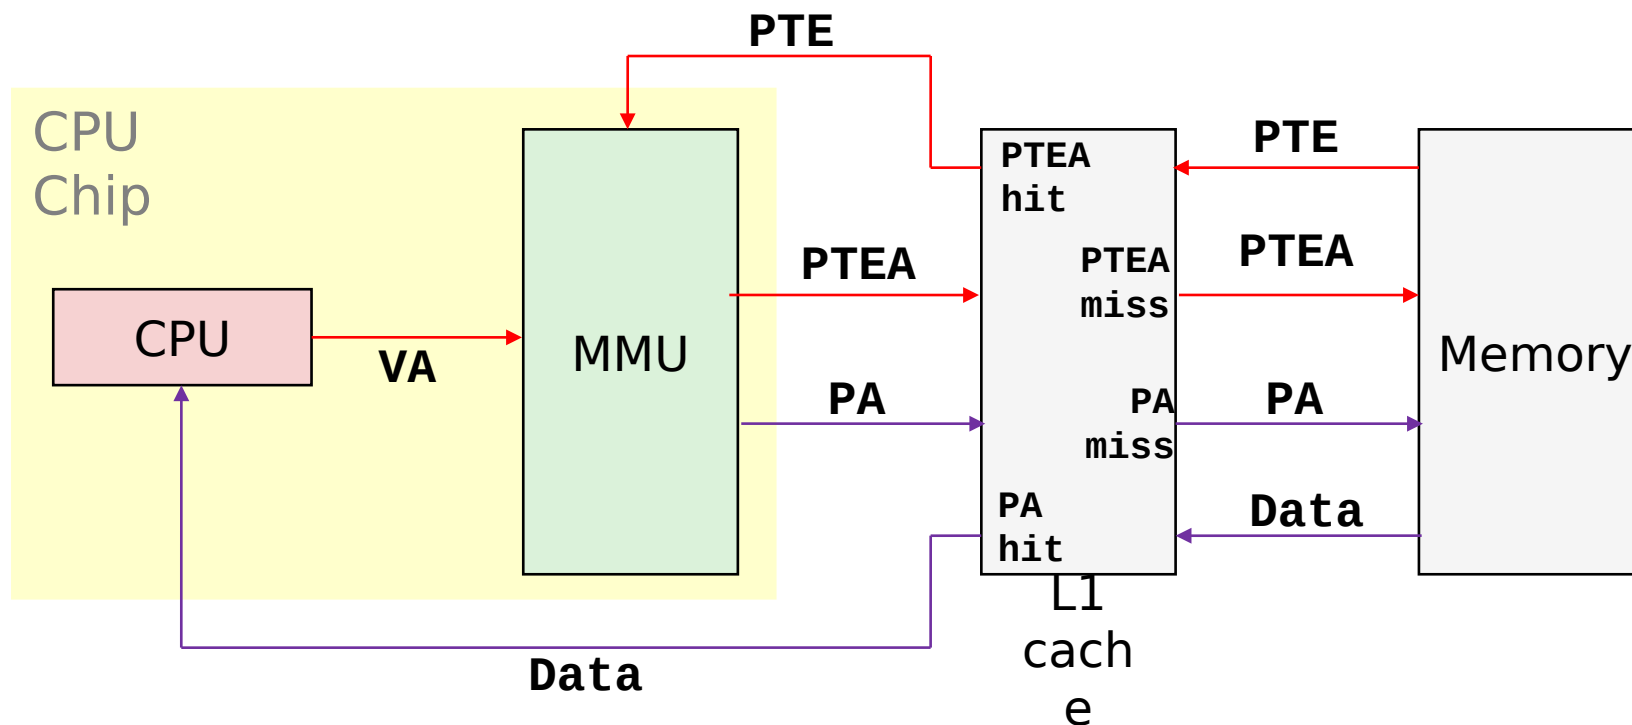 PTE
CPU
Chip
PTEA
hit
PTE
PTEA
PTEA
miss
PTEA
CPU
VA
MMU
Memory
PA
PA
miss
PA
PA
hit
Data
L1
cach
e
Data